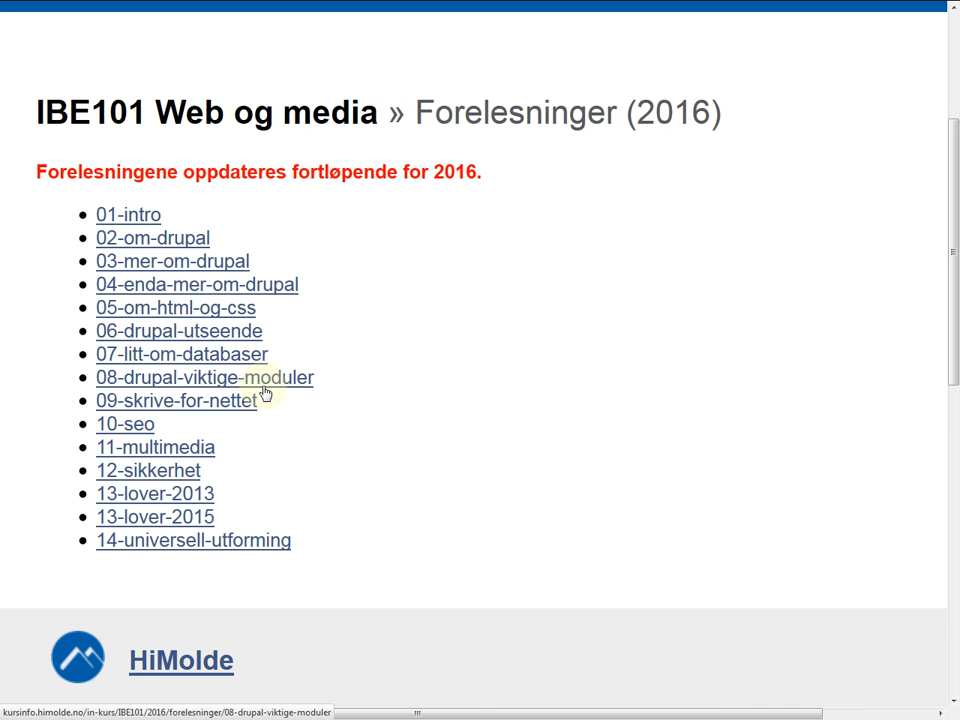 IBE101 Web og media » Forelesninger (2016)
Forelesningene oppdateres fortløpende for 2016.
01-intro
02-om-drupal
03-mer-om-drupal
04-enda-mer-om-drupal
05-om-html-og-css
06-drupal-utseende
07-litt-om-databaser
08-drupal-viktige-moduler
09-skrive-for-nettet
10-seo
11-multimedia
12-sikkerhet
13-lover-2013
13-lover-2015
14-universell-utforming
HiMolde
kursinfo.himolde.no/in-kurs/IBE101/2016/forelesninger/08-drupal-viktige-moduler